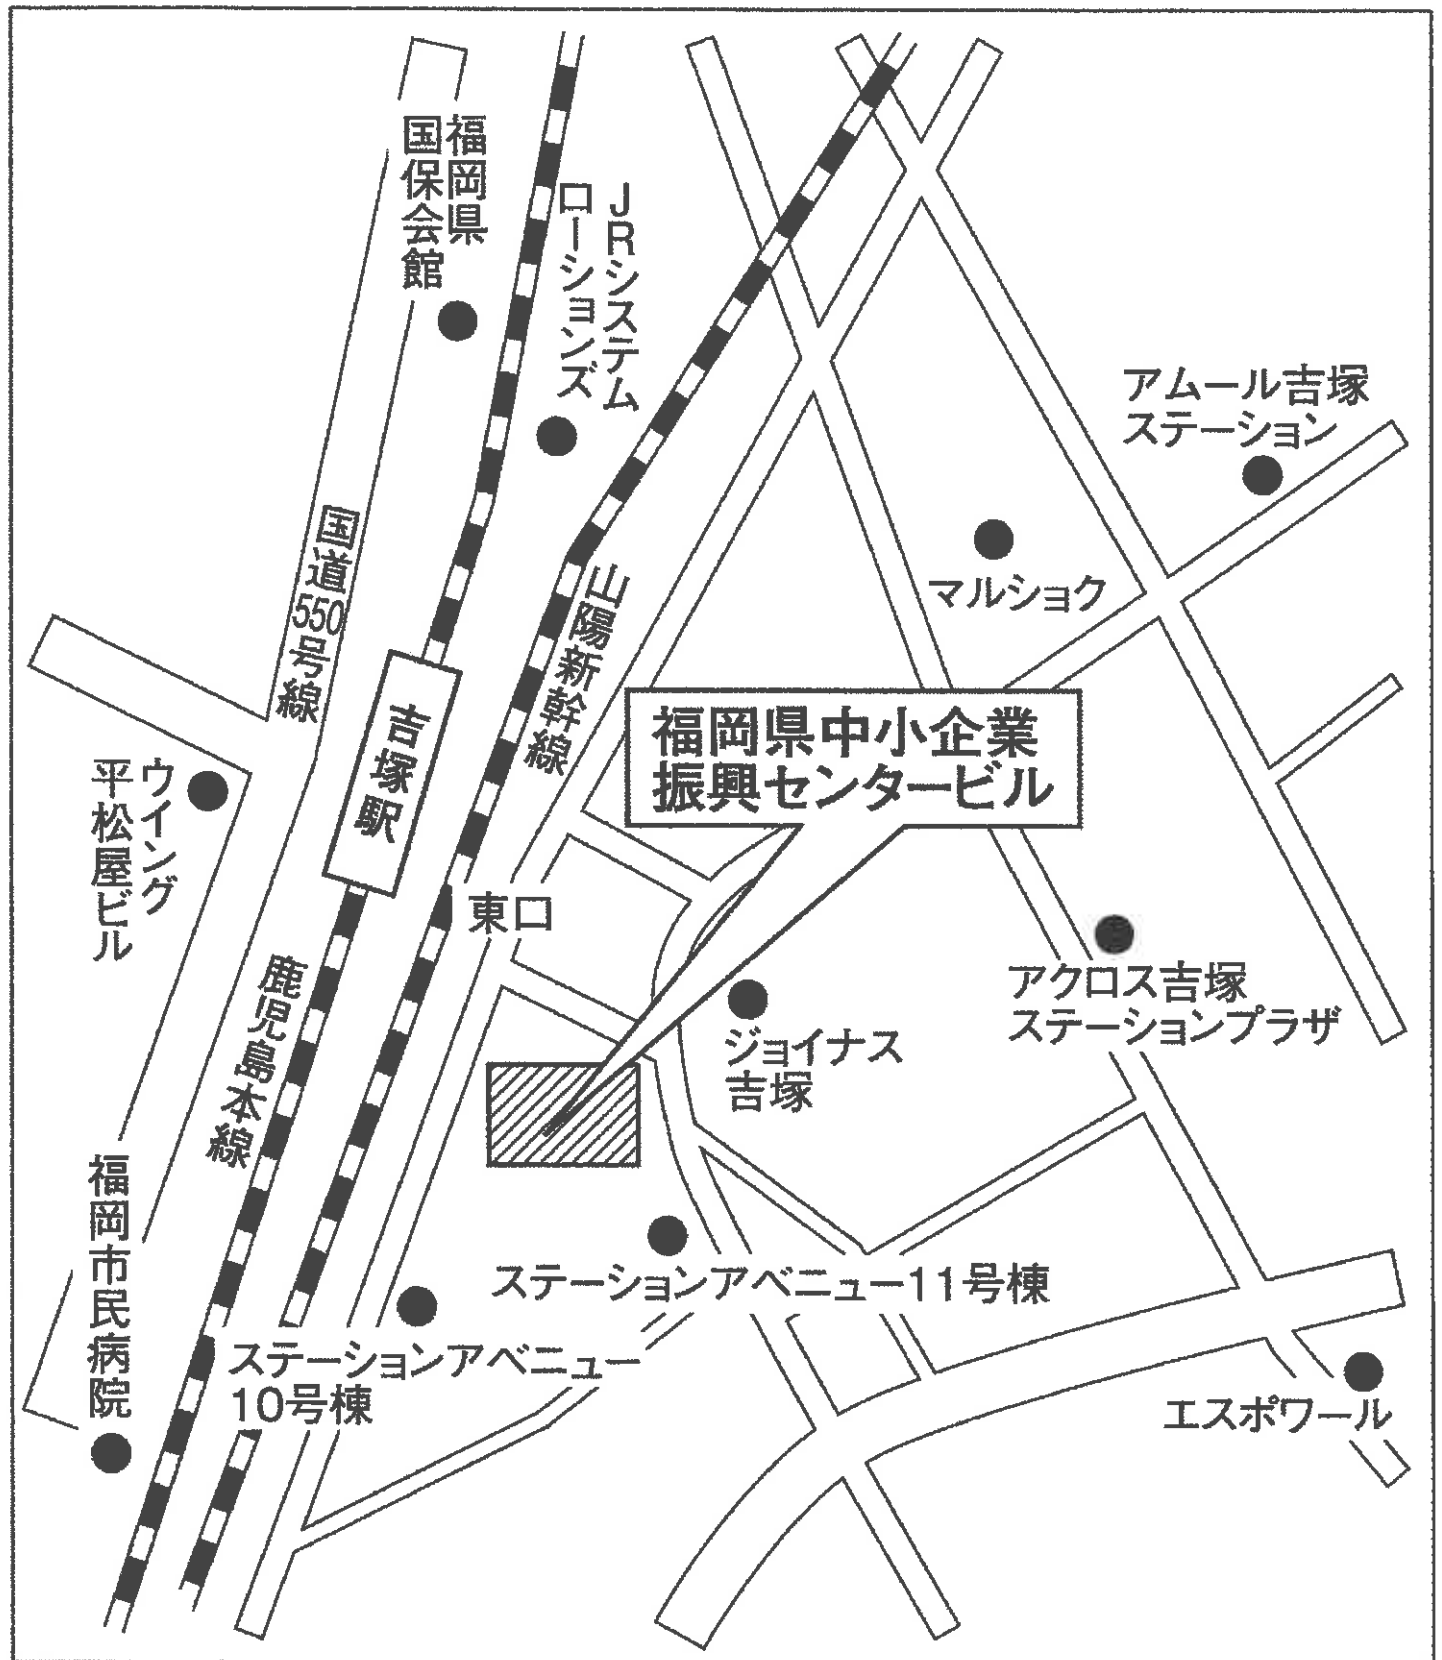 福岡県
国保会館
JRシステム
ローションズ
アムール吉塚
ステーション
マルショク
国道550号線
山陽新幹線
吉塚駅
福岡県中小企業
振興センタービル
ウイング
平松屋ビル
東口
鹿児島本線
ジョイナス
吉塚
アクロス吉塚
ステーションプラザ
福岡市民病院
ステーションアベニュー11号棟
ステーションアベニュー
10号棟
エスポワール